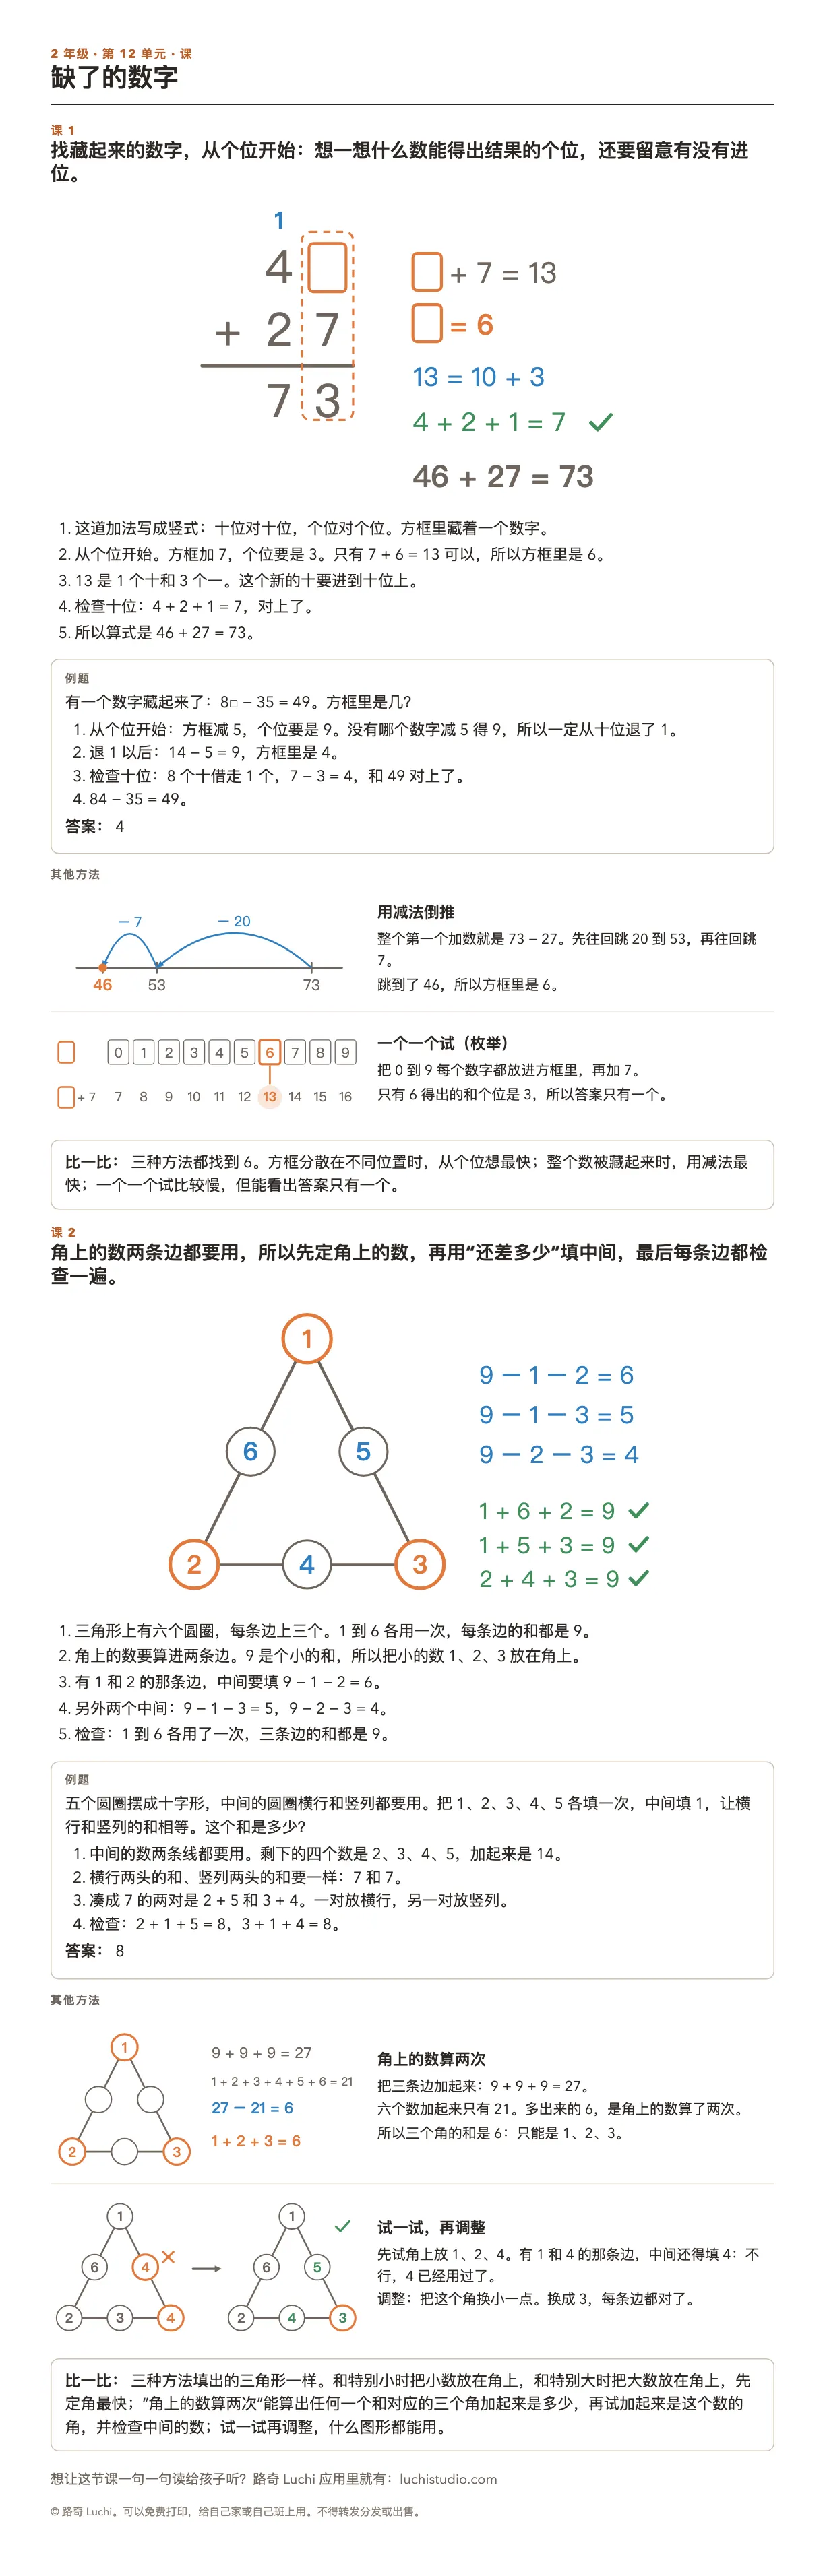 2 年级 · 第 12 单元 · 课
缺了的数字
课 1
找藏起来的数字，从个位开始：想一想什么数能得出结果的个位，还要留意有没有进
位。
1
4
+ 2 7
7 3
+ 7 = 13
= 6
13 = 10 + 3
4 + 2 + 1 = 7 ✓
46 + 27 = 73
1. 这道加法写成竖式：十位对十位，个位对个位。方框里藏着一个数字。
2. 从个位开始。方框加 7，个位要是 3。只有 7 + 6 = 13 可以，所以方框里是 6。
3. 13 是 1 个十和 3 个一。这个新的十要进到十位上。
4. 检查十位：4 + 2 + 1 = 7，对上了。
5. 所以算式是 46 + 27 = 73。
例题
有一个数字藏起来了：8□ − 35 = 49。方框里是几？
1. 从个位开始：方框减 5，个位要是 9。没有哪个数字减 5 得 9，所以一定从十位退了 1。
2. 退 1 以后：14 − 5 = 9，方框里是 4。
3. 检查十位：8 个十借走 1 个，7 − 3 = 4，和 49 对上了。
4. 84 − 35 = 49。
答案： 4
其他方法
− 7 − 20
46 53 73
用减法倒推
整个第一个加数就是 73 − 27。先往回跳 20 到 53，再往回跳
7。
跳到了 46，所以方框里是 6。
0 1 2 3 4 5 6 7 8 9
+ 7 7 8 9 10 11 12 13 14 15 16
一个一个试（枚举）
把 0 到 9 每个数字都放进方框里，再加 7。
只有 6 得出的和个位是 3，所以答案只有一个。
比一比： 三种方法都找到 6。方框分散在不同位置时，从个位想最快；整个数被藏起来时，用减法最
快；一个一个试比较慢，但能看出答案只有一个。
课 2
角上的数两条边都要用，所以先定角上的数，再用“还差多少”填中间，最后每条边都检
查一遍。
1
6 5
2 4 3
9 − 1 − 2 = 6
9 − 1 − 3 = 5
9 − 2 − 3 = 4
1 + 6 + 2 = 9 ✓
1 + 5 + 3 = 9 ✓
2 + 4 + 3 = 9 ✓
1. 三角形上有六个圆圈，每条边上三个。1 到 6 各用一次，每条边的和都是 9。
2. 角上的数要算进两条边。9 是个小的和，所以把小的数 1、2、3 放在角上。
3. 有 1 和 2 的那条边，中间要填 9 − 1 − 2 = 6。
4. 另外两个中间：9 − 1 − 3 = 5，9 − 2 − 3 = 4。
5. 检查：1 到 6 各用了一次，三条边的和都是 9。
例题
五个圆圈摆成十字形，中间的圆圈横行和竖列都要用。把 1、2、3、4、5 各填一次，中间填 1，让横
行和竖列的和相等。这个和是多少？
1. 中间的数两条线都要用。剩下的四个数是 2、3、4、5，加起来是 14。
2. 横行两头的和、竖列两头的和要一样：7 和 7。
3. 凑成 7 的两对是 2 + 5 和 3 + 4。一对放横行，另一对放竖列。
4. 检查：2 + 1 + 5 = 8，3 + 1 + 4 = 8。
答案： 8
其他方法
1
2 3
9 + 9 + 9 = 27
1 + 2 + 3 + 4 + 5 + 6 = 21
27 − 21 = 6
1 + 2 + 3 = 6
角上的数算两次
把三条边加起来：9 + 9 + 9 = 27。
六个数加起来只有 21。多出来的 6，是角上的数算了两次。
所以三个角的和是 6：只能是 1、2、3。
1 1 ✓
6 4 ✕ 6 5
2 3 4 2 4 3
试一试，再调整
先试角上放 1、2、4。有 1 和 4 的那条边，中间还得填 4：不
行，4 已经用过了。
调整：把这个角换小一点。换成 3，每条边都对了。
比一比： 三种方法填出的三角形一样。和特别小时把小数放在角上，和特别大时把大数放在角上，先
定角最快；“角上的数算两次”能算出任何一个和对应的三个角加起来是多少，再试加起来是这个数的
角，并检查中间的数；试一试再调整，什么图形都能用。
想让这节课一句一句读给孩子听？路奇 Luchi 应用里就有：luchistudio.com
© 路奇 Luchi。可以免费打印，给自己家或自己班上用。不得转发分发或出售。